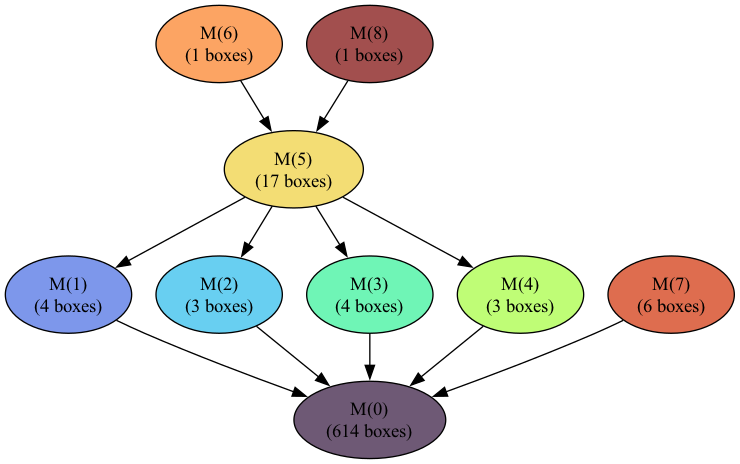 M(6)
(1 boxes)
M(8)
(1 boxes)
M(5)
(17 boxes)
M(1)
(4 boxes)
M(2)
(3 boxes)
M(3)
(4 boxes)
M(4)
(3 boxes)
M(7)
(6 boxes)
M(0)
(614 boxes)